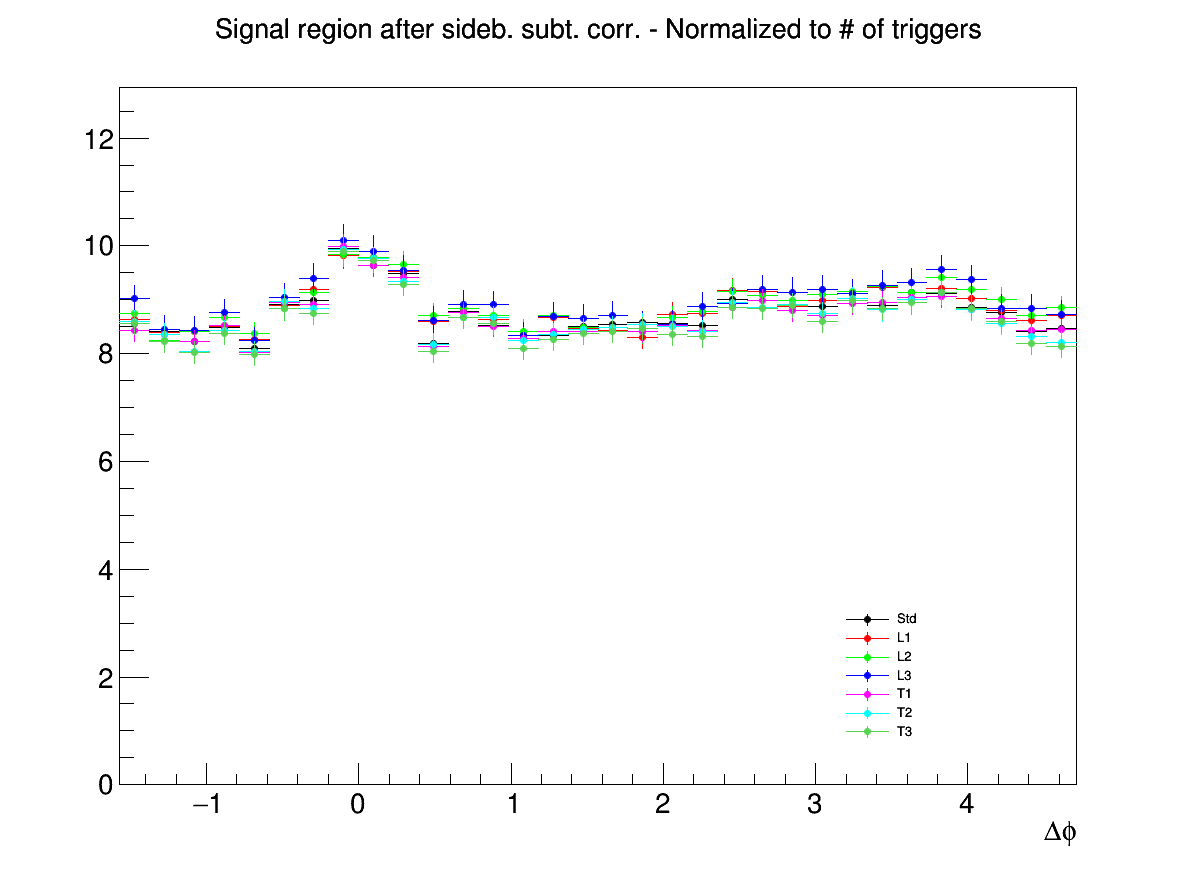 Signal region after sideb. subt. corr. - Normalized to # of triggers
12
10
8
6
4
2
0
Std
L1
L2
L3
T1
T2
T3
−1 0 1 2 3 4
Δϕ